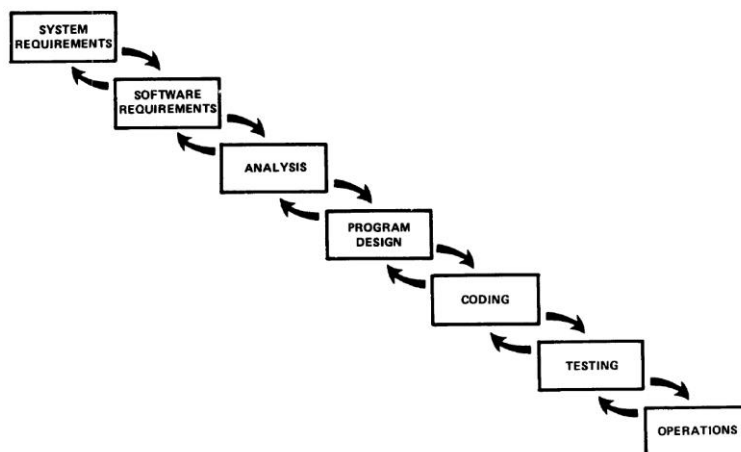 SYSTEM
REQUIREMENTS
SOFTWARE
REQUIREMENTS
ANALYSIS
PROGRAM
DESIGN
CODING
TESTING
OPERATIONS